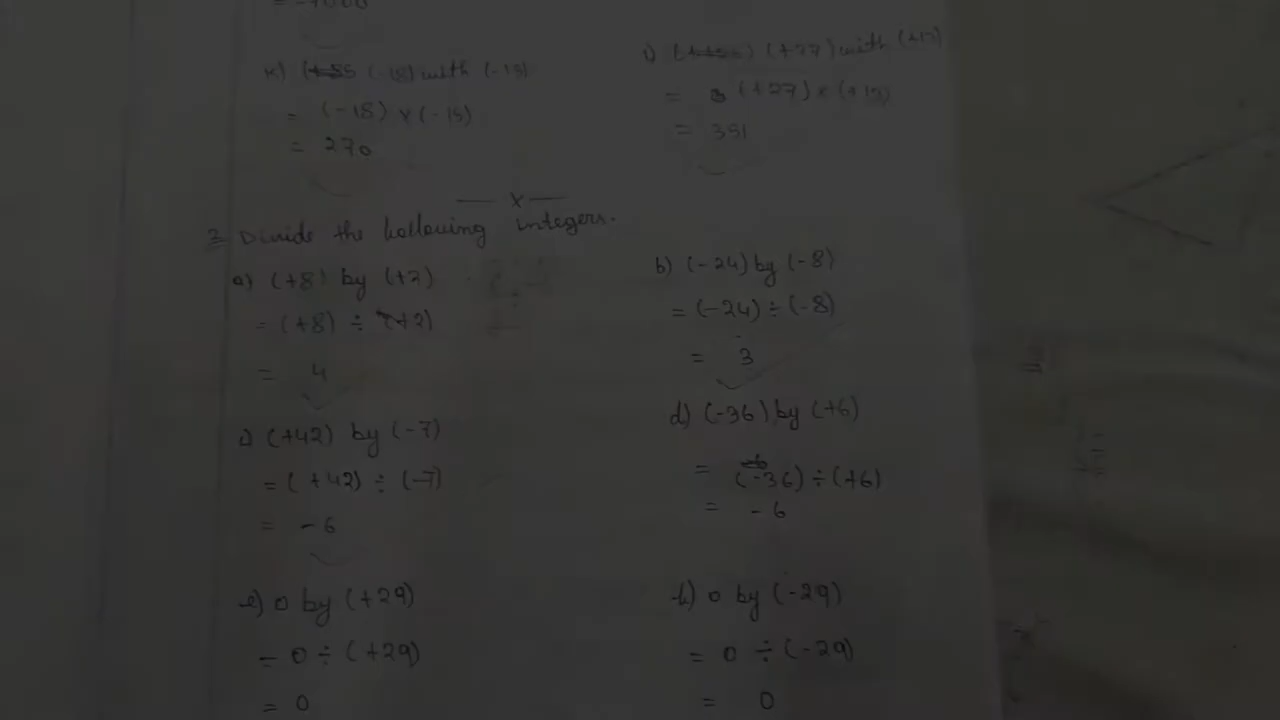 (-18) with (-15)
= (-18) × (-15)
= 270
l) (+27) with (+13)
= (+27) × (+13)
= 351
— x —
3 Divide the following integers.
a) (+8) by (+2)
= (+8) ÷ (+2)
= 4
b) (-24) by (-8)
= (-24) ÷ (-8)
= 3
c) (+42) by (-7)
= (+42) ÷ (-7)
= -6
d) (-36) by (+6)
= (-36) ÷ (+6)
= -6
e) 0 by (+29)
= 0 ÷ (+29)
= 0
f) 0 by (-29)
= 0 ÷ (-29)
= 0